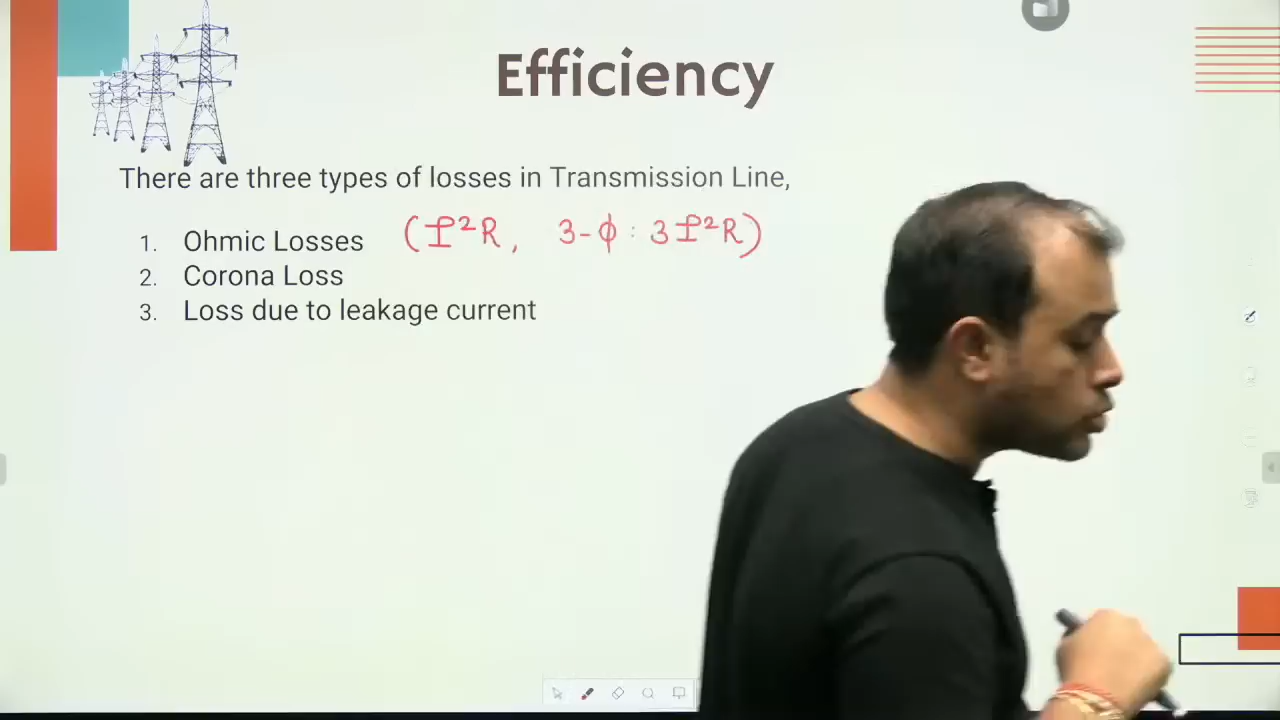 Efficiency
There are three types of losses in Transmission Line,
1. Ohmic Losses (I²R, 3-ϕ : 3I²R)
2. Corona Loss
3. Loss due to leakage current